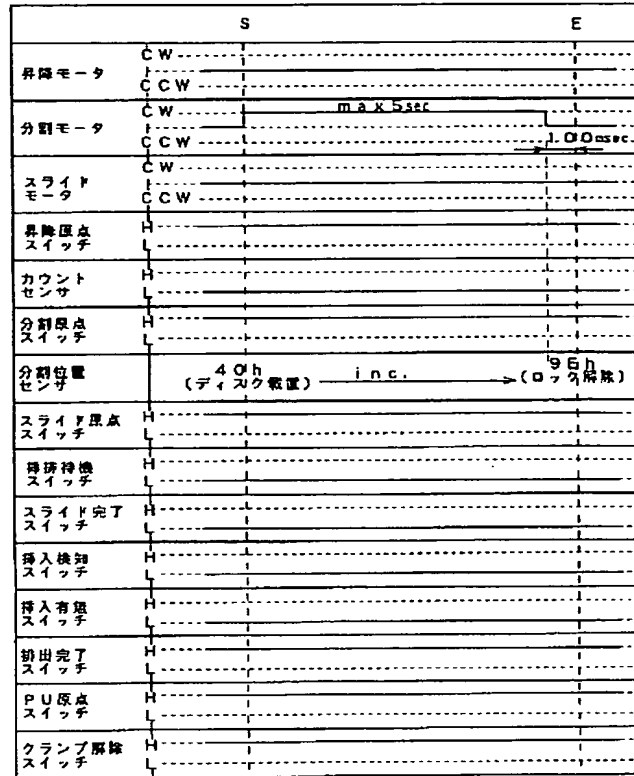 S E
昇降モータ CW
CCW
分割モータ CW max5sec
CCW 100msec
スライド
モータ
CW
CCW
昇降原点
スイッチ
H
L
カウント
センサ
H
L
分割原点
スイッチ
H
L
分割位置
センサ
40h inc. 96h
(ディスク載置) (ロック解除)
スライド原点
スイッチ
H
L
挿排待機
スイッチ
H
L
スライド完了
スイッチ
H
L
挿入検知
スイッチ
H
L
挿入有無
スイッチ
H
L
排出完了
スイッチ
H
L
PU原点
スイッチ
H
L
クランプ解除
スイッチ
H
L